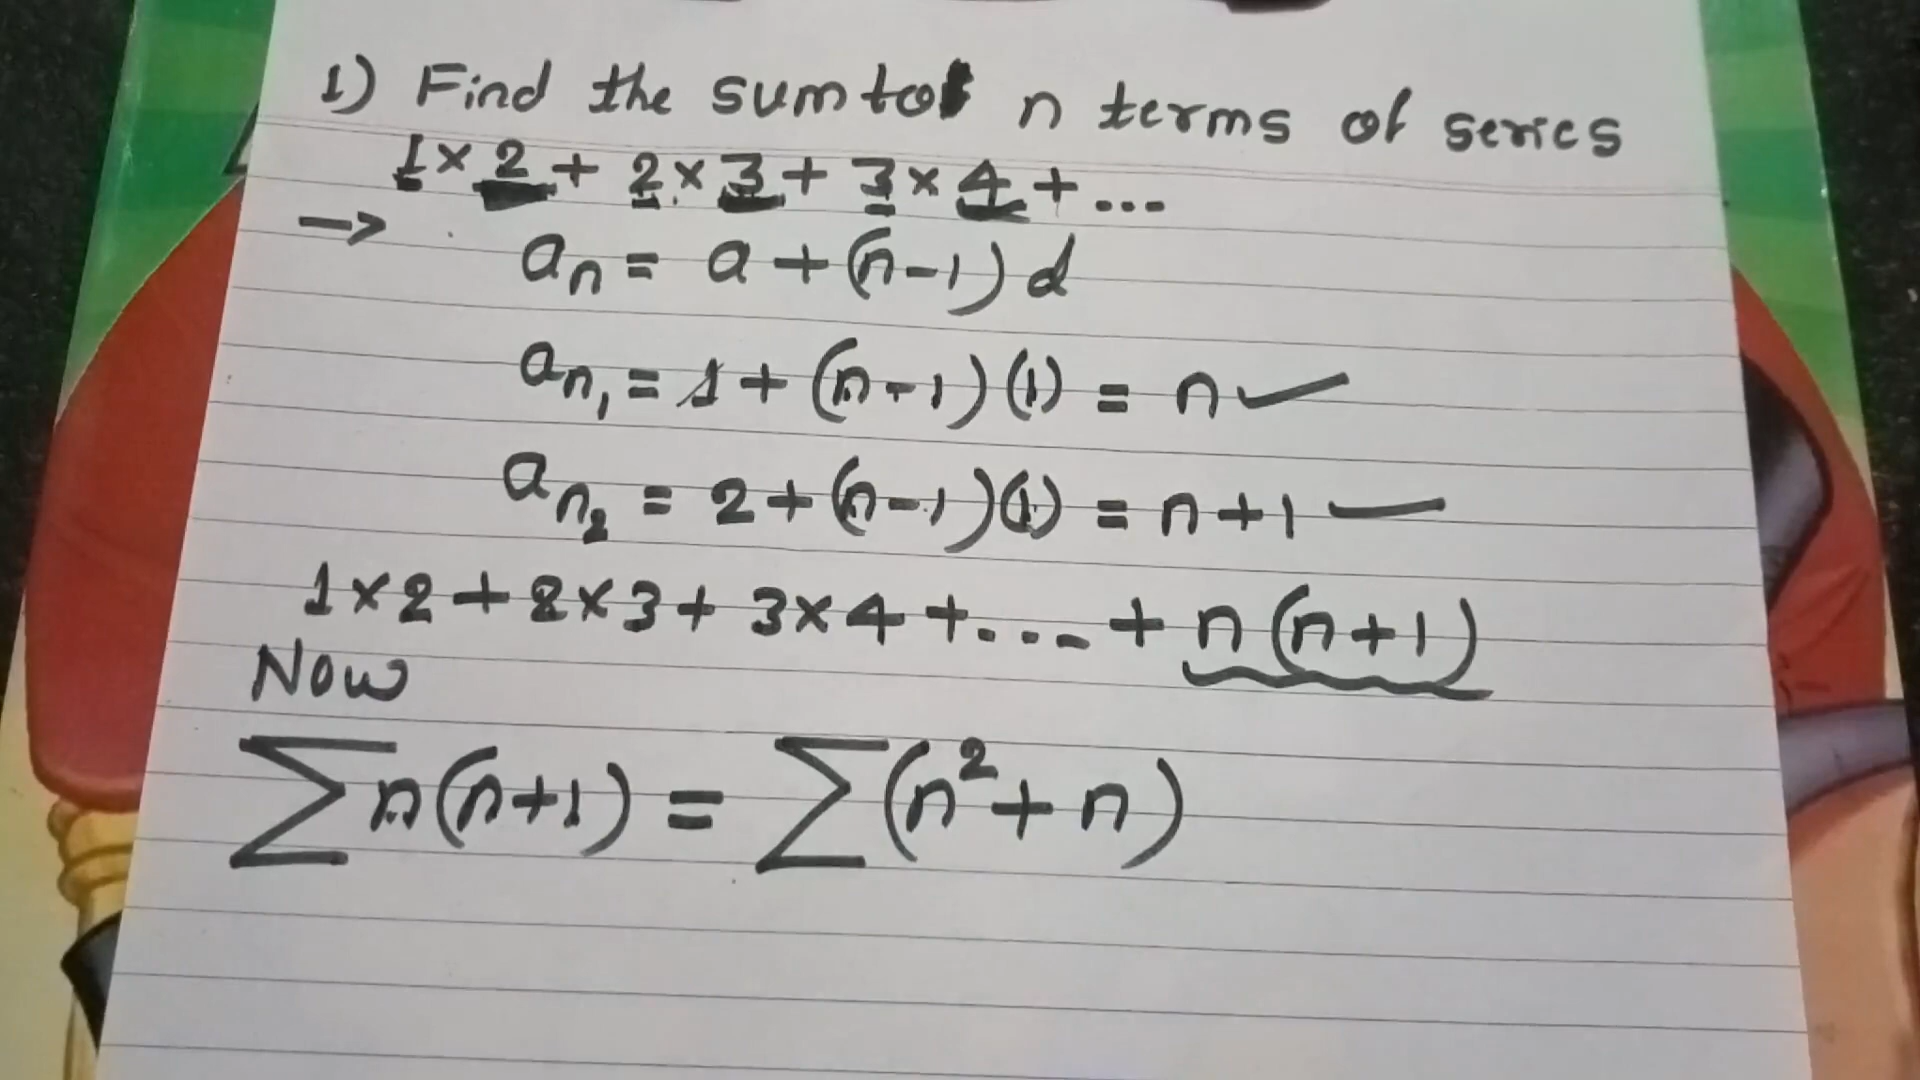 1) Find the sum to n terms of series
1 × 2 + 2 × 3 + 3 × 4 + ...
→ aₙ = a + (n-1) d
aₙ₁ = 1 + (n-1)(1) = n ✓
aₙ₂ = 2 + (n-1)(1) = n+1 —
1×2 + 2×3 + 3×4 + .... + n(n+1)
Now
∑n(n+1) = ∑(n²+n)